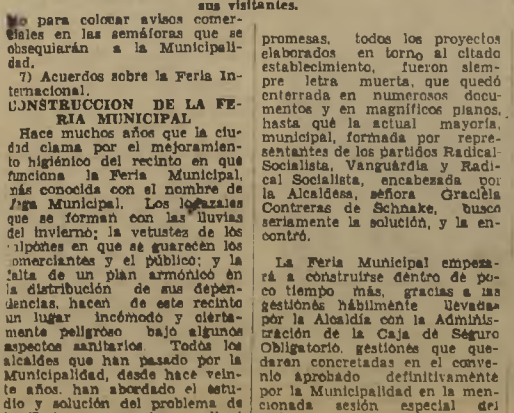 sus visitantes.
No para colocar avisos comer-
ciales en las semáforas que se
obsequiarán a la Municipali-
dad.
7) Acuerdos sobre la Feria In-
ternacional.
CONSTRUCCION DE LA FE-
RIA MUNICIPAL
Hace muchos años que la ciu-
dad clama por el mejoramien-
to higiénico del recinto en que
funciona la Feria Municipal,
más conocida con el nombre de
Vega Municipal. Los lodazales
que se forman con las lluvias
del invierno; la vetustez de los
galpones en que se guarecen los
comerciantes y el público; y la
falta de un plan armónico en
la distribución de sus depen-
dencias, hacen de este recinto
un lugar incómodo y cierta-
mente peligroso bajo algunos
aspectos sanitarios. Todos los
alcaldes que han pasado por la
Municipalidad, desde hace vein-
te años, han abordado el estu-
dio y solución del problema de
promesas, todos los proyectos
elaborados en torno al citado
establecimiento, fueron siem-
pre letra muerta, que quedó
enterrada en numerosos docu-
mentos y en magníficos planos,
hasta qué la actual mayoría,
municipal, formada por repre-
sentantes de los partidos Radical-
Socialista, Vanguardia y Radi-
cal Socialista, encabezada por
la Alcaldesa, señora Graciela
Contreras de Schnake, buscó
seriamente la solución, y la en-
contró.
La Feria Municipal empeza-
rá a construirse dentro de po-
co tiempo más, gracias a las
gestiones hábilmente llevadas
por la Alcaldía con la Adminis-
tración de la Caja de Seguro
Obligatorio, gestiones que que-
daran concretadas en el conve-
nio aprobado definitivamente
por la Municipalidad en la men-
cionada sesión especial del